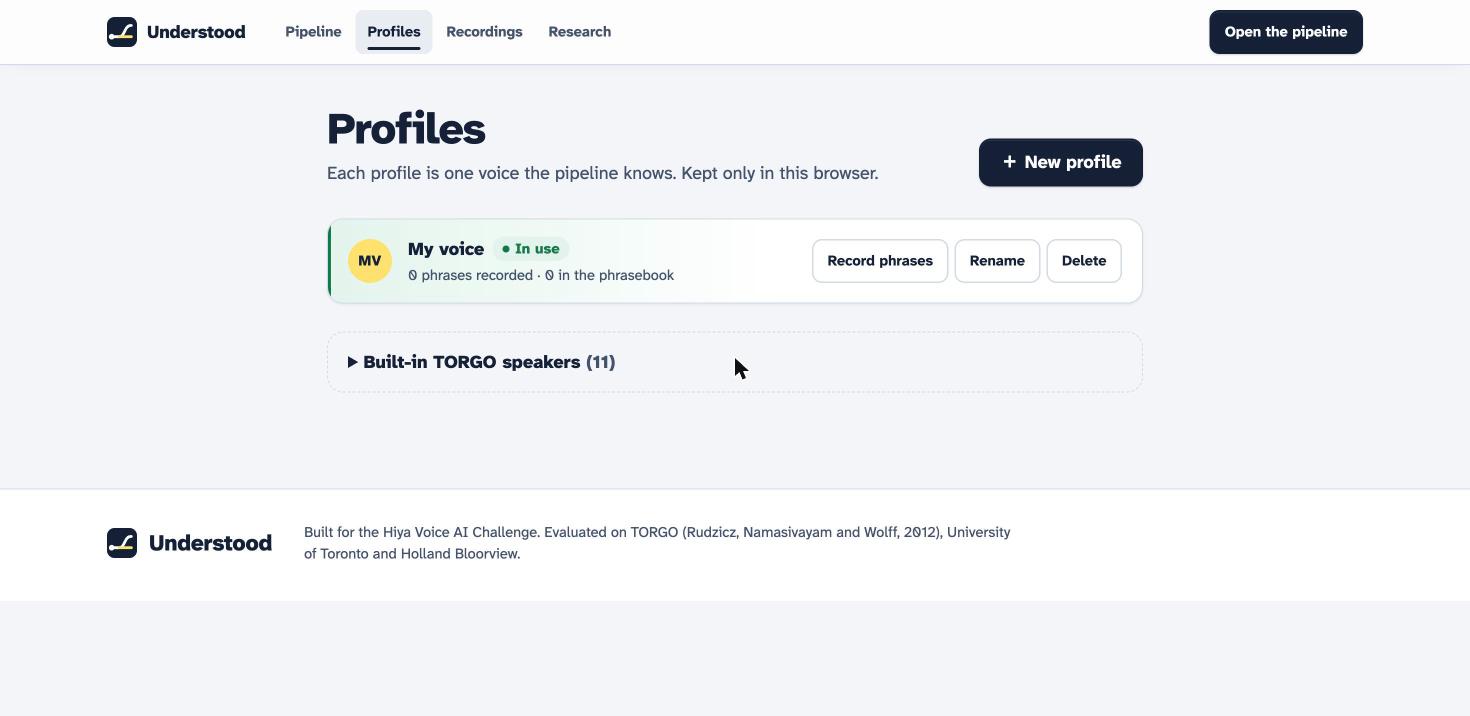 Understood Pipeline Profiles Recordings Research Open the pipeline
Profiles
Each profile is one voice the pipeline knows. Kept only in this browser.
+ New profile
MV
My voice • In use
0 phrases recorded · 0 in the phrasebook
Record phrases Rename Delete
▶ Built-in TORGO speakers (11)
Understood
Built for the Hiya Voice AI Challenge. Evaluated on TORGO (Rudzicz, Namasivayam and Wolff, 2012), University
of Toronto and Holland Bloorview.